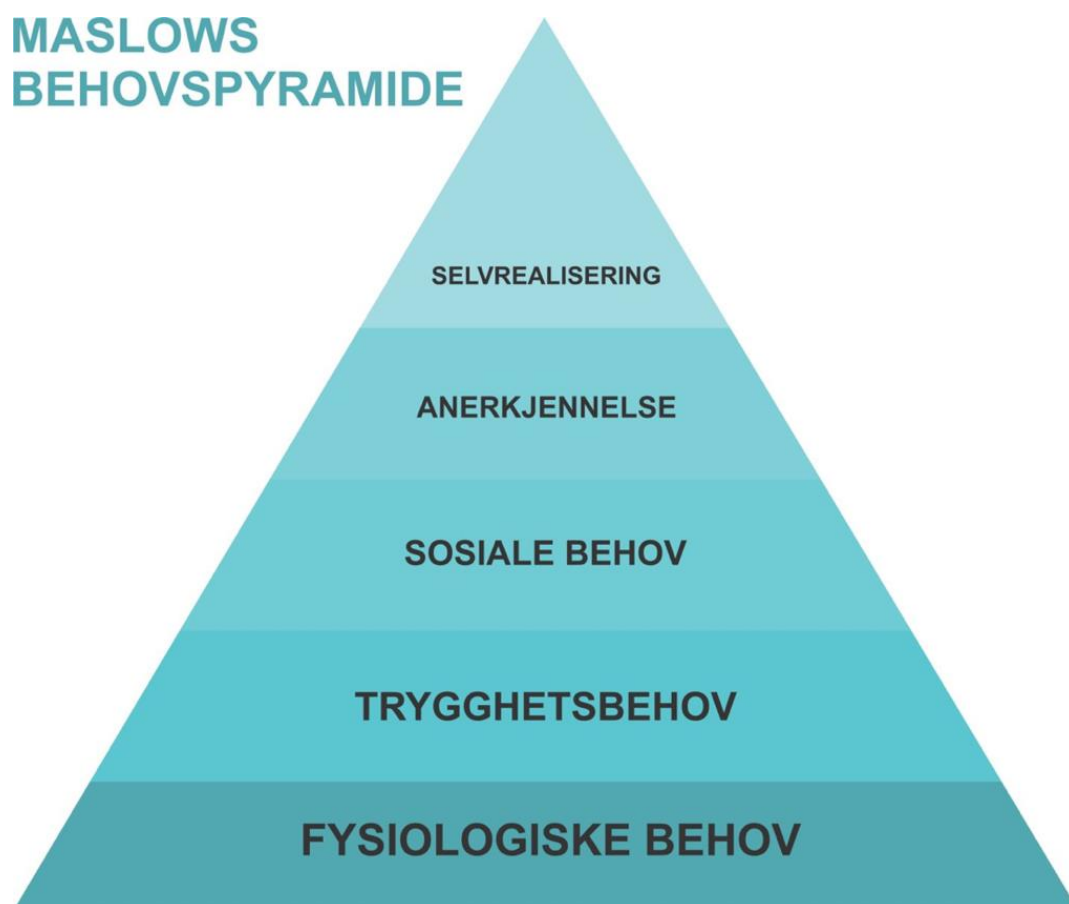 MASLOWS
BEHOVSPYRAMIDE
SELVREALISERING
ANERKJENNELSE
SOSIALE BEHOV
TRYGGHETSBEHOV
FYSIOLOGISKE BEHOV